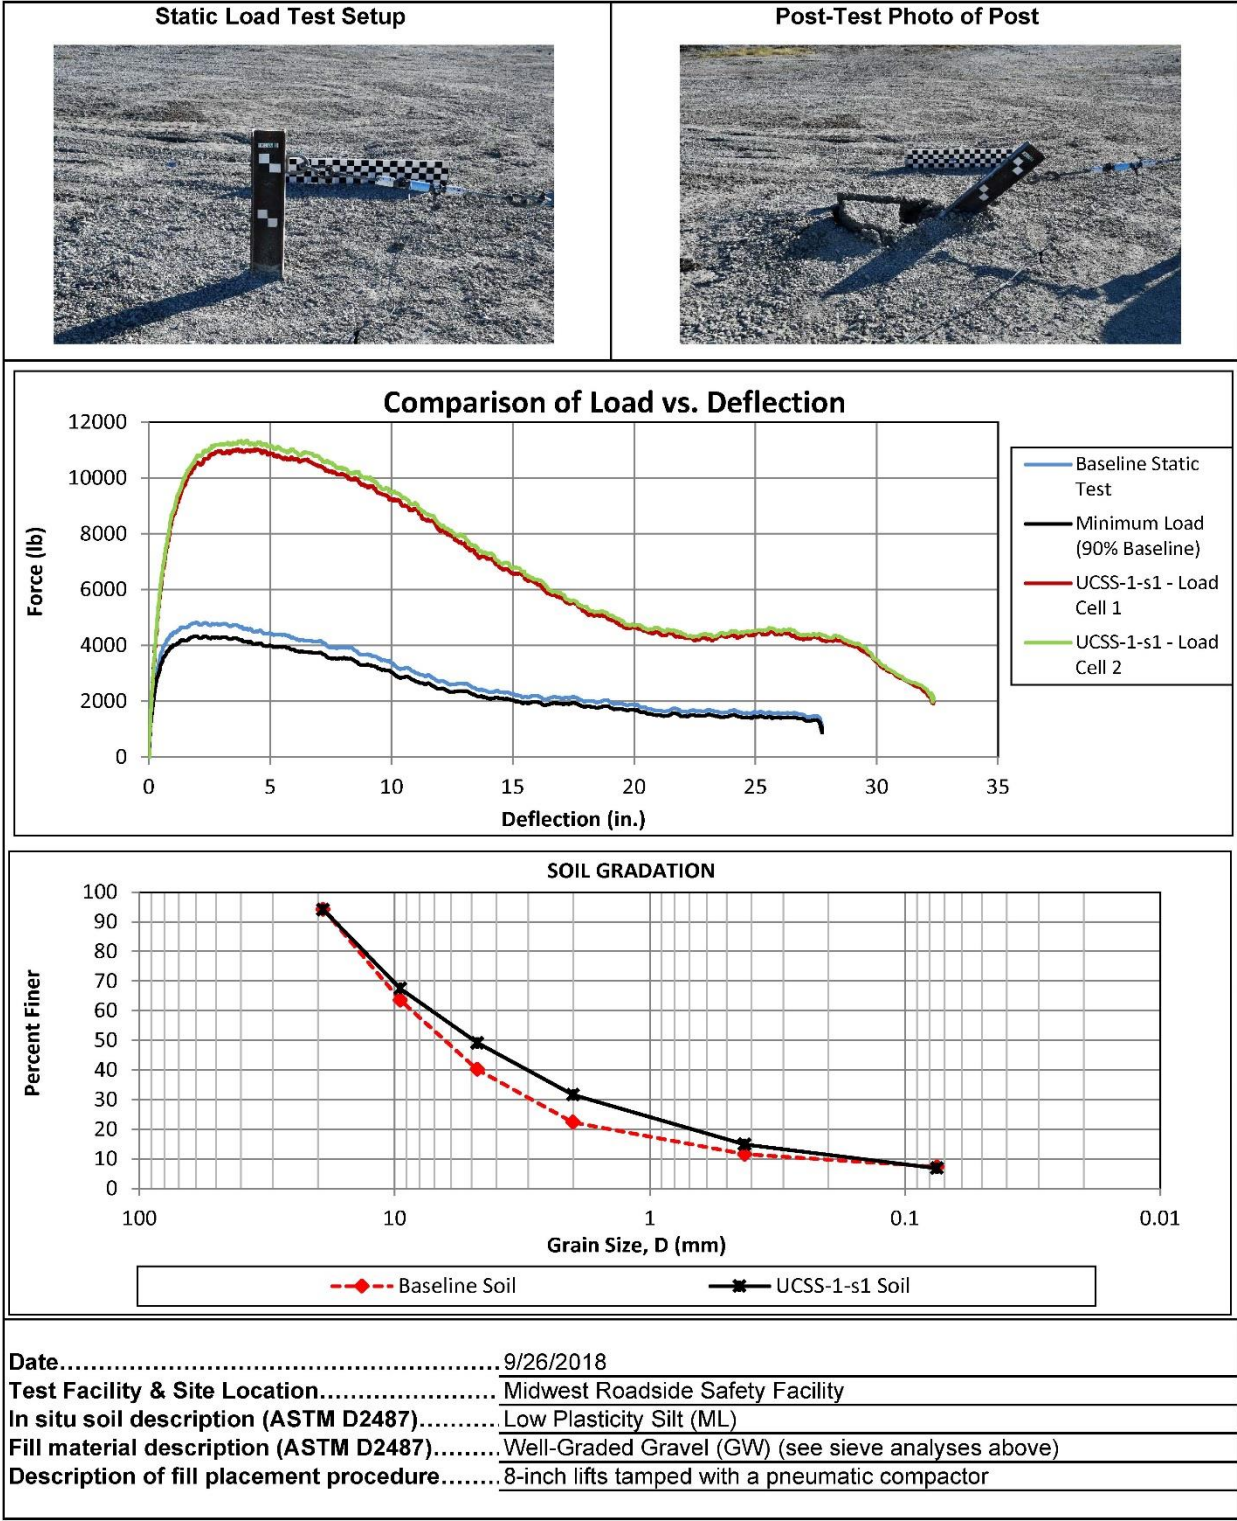 Static Load Test Setup
Post-Test Photo of Post
Comparison of Load vs. Deflection
12000
10000
8000
6000
4000
2000
0
Force (lb)
0 5 10 15 20 25 30 35
Deflection (in.)
Baseline Static
Test
Minimum Load
(90% Baseline)
UCSS-1-s1 - Load
Cell 1
UCSS-1-s1 - Load
Cell 2
SOIL GRADATION
100
90
80
70
60
50
40
30
20
10
0
Percent Finer
100 10 1 0.1 0.01
Grain Size, D (mm)
Baseline Soil
UCSS-1-s1 Soil
Date........................................................ 9/26/2018
Test Facility & Site Location....................... Midwest Roadside Safety Facility
In situ soil description (ASTM D2487).......... Low Plasticity Silt (ML)
Fill material description (ASTM D2487)........ Well-Graded Gravel (GW) (see sieve analyses above)
Description of fill placement procedure....... 8-inch lifts tamped with a pneumatic compactor